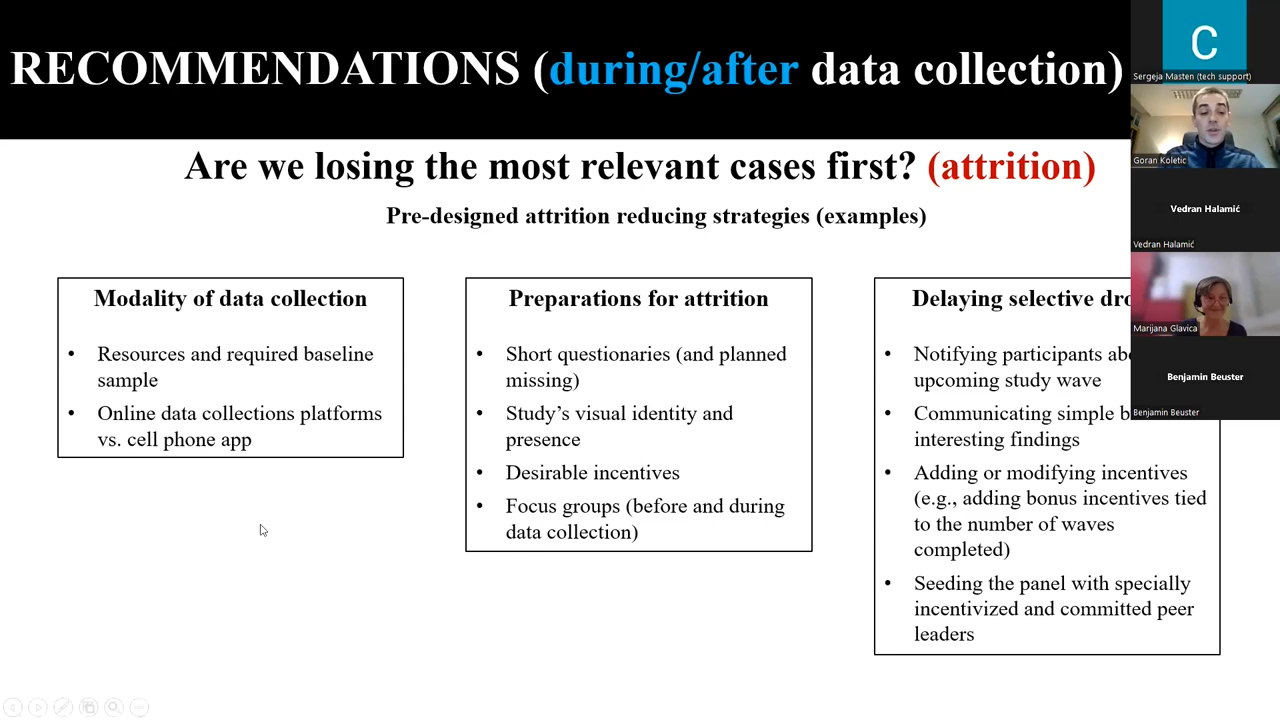 RECOMMENDATIONS (during/after data collection)
Are we losing the most relevant cases first? (attrition)
Pre-designed attrition reducing strategies (examples)
Modality of data collection
• Resources and required baseline
sample
• Online data collections platforms
vs. cell phone app
Preparations for attrition
• Short questionaries (and planned
missing)
• Study's visual identity and
presence
• Desirable incentives
• Focus groups (before and during
data collection)
Delaying selective
• Notifying participants
upcoming study wave
• Communicating simple
interesting findings
• Adding or modifying incentives
(e.g., adding bonus incentives tied
to the number of waves
completed)
• Seeding the panel with specially
incentivized and committed peer
leaders
C
Sergeja Masten (tech support)
Goran Koletic
Vedran Halamić
Vedran Halamić
Marijana Glavica
Benjamin Beuster
Benjamin Beuster